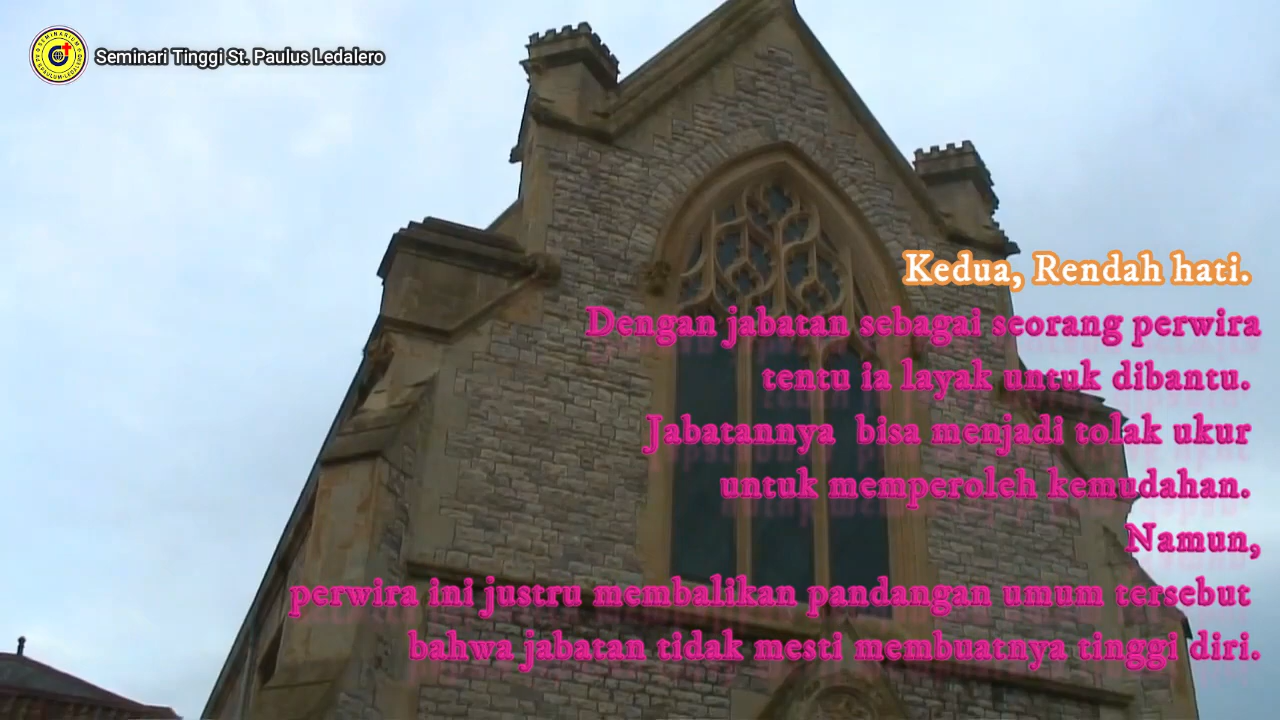 Seminari Tinggi St. Paulus Ledalero
Kedua, Rendah hati.
Dengan jabatan sebagai seorang perwira
tentu ia layak untuk dibantu.
Jabatannya bisa menjadi tolak ukur
untuk memperoleh kemudahan.
Namun,
perwira ini justru membalikan pandangan umum tersebut
bahwa jabatan tidak mesti membuatnya tinggi diri.